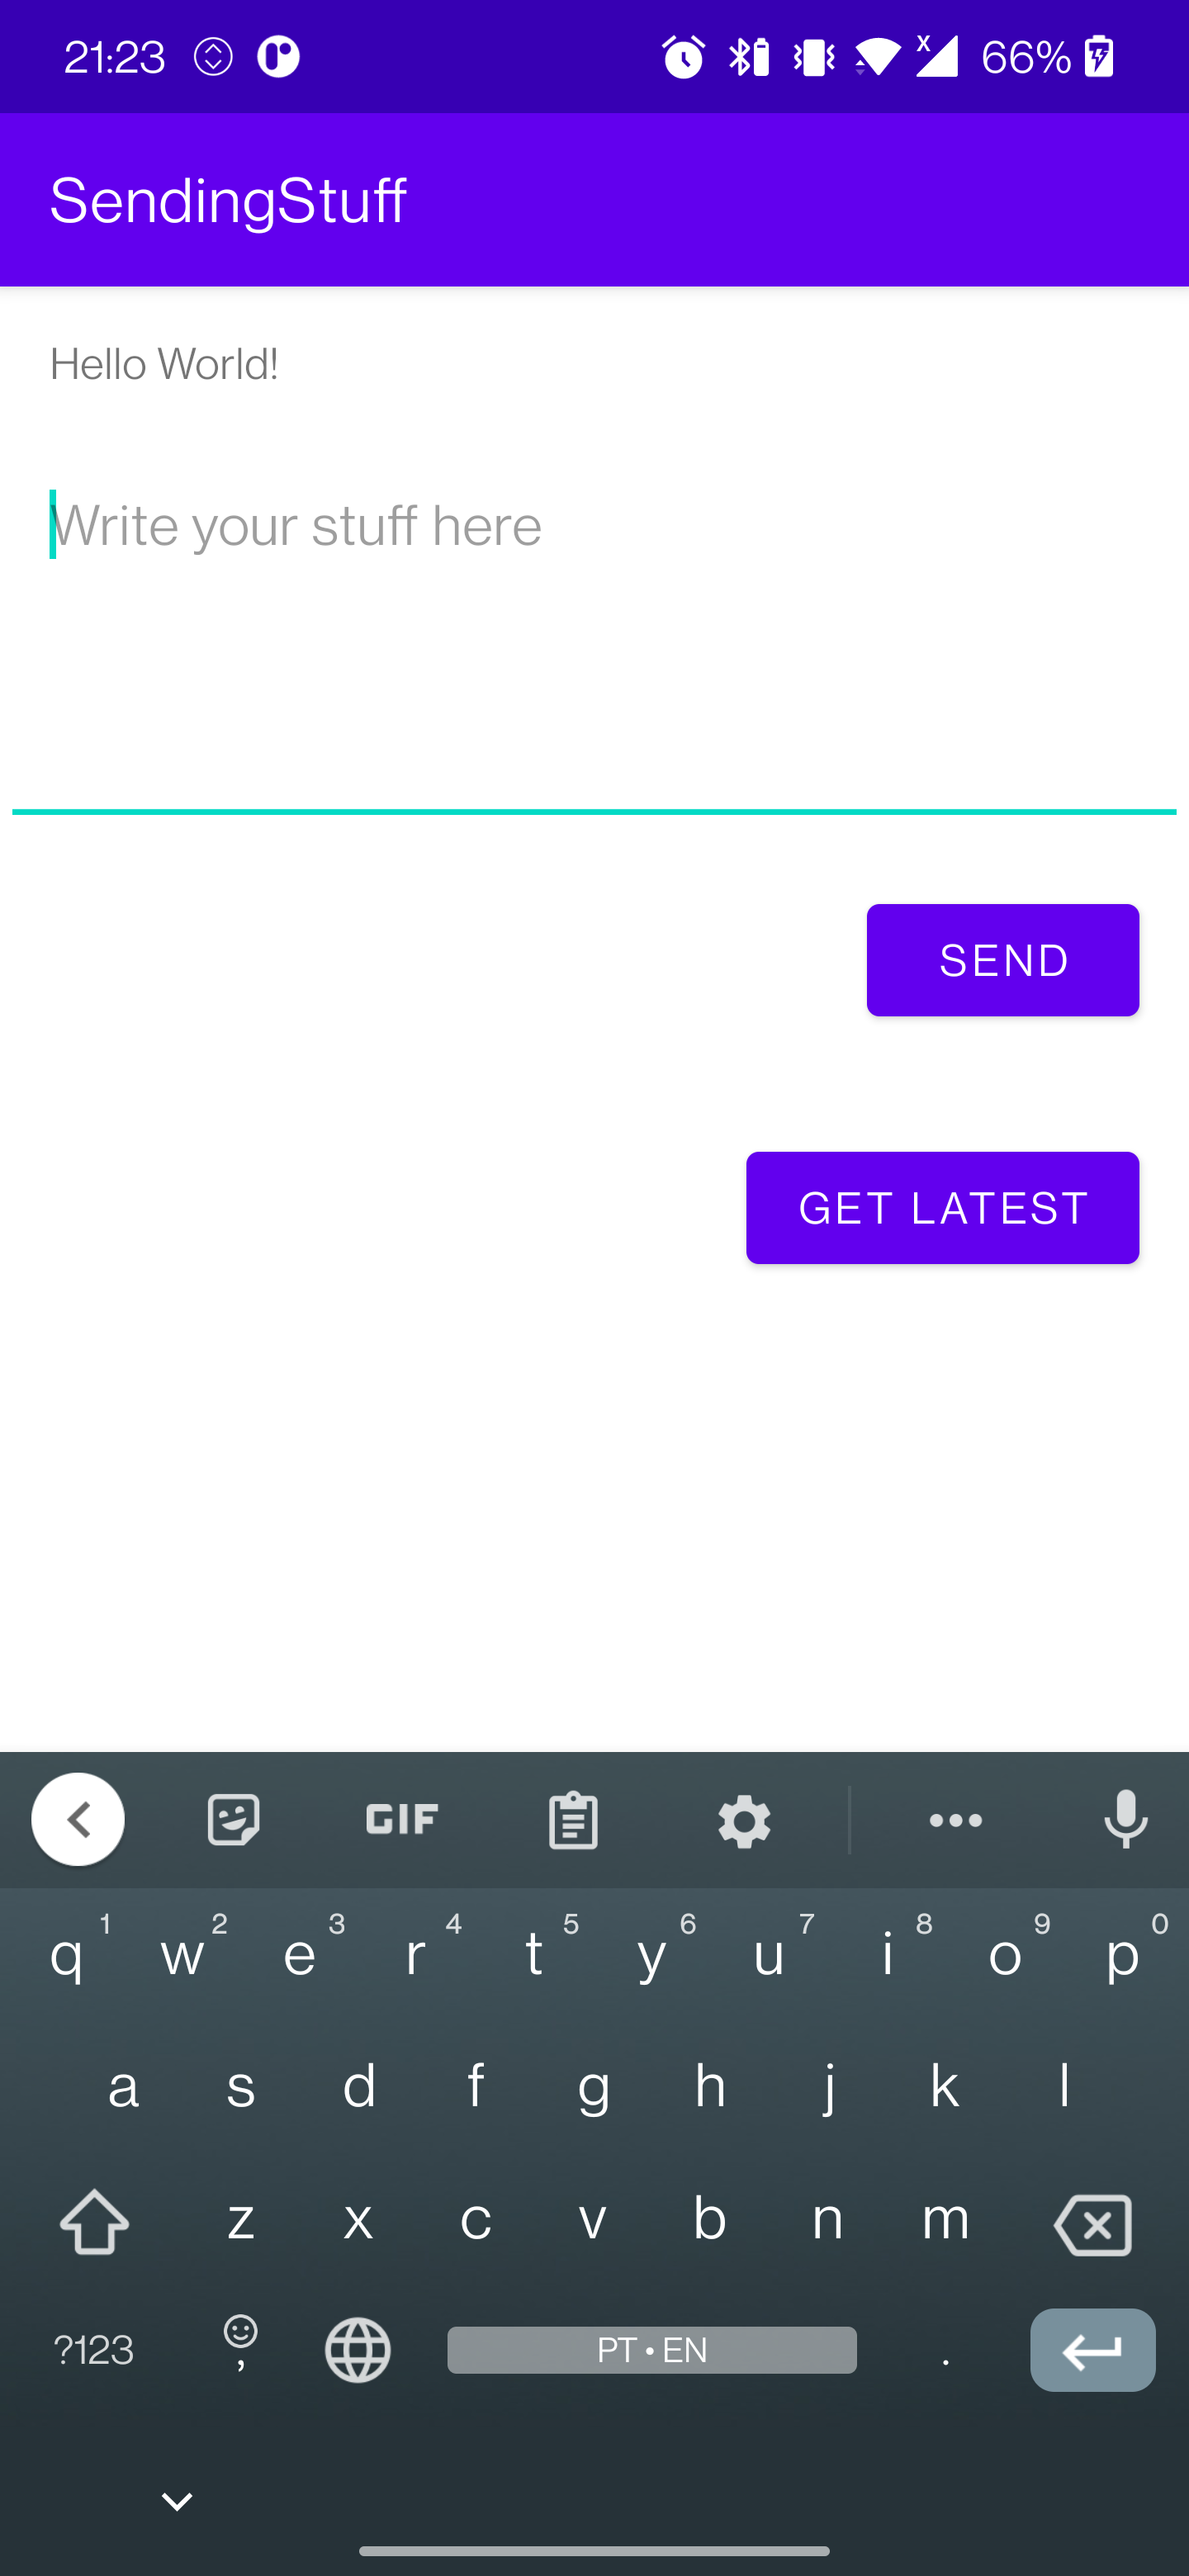 21:23 66%
SendingStuff
Hello World!
Write your stuff here
SEND
GET LATEST
GIF
1 2 3 4 5 6 7 8 9 0
q w e r t y u i o p
a s d f g h j k l
z x c v b n m
?123 , PT • EN .